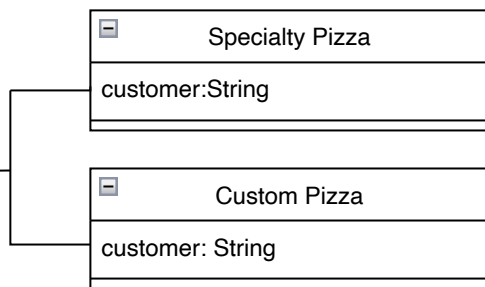 Specialty Pizza
customer:String
Custom Pizza
customer: String